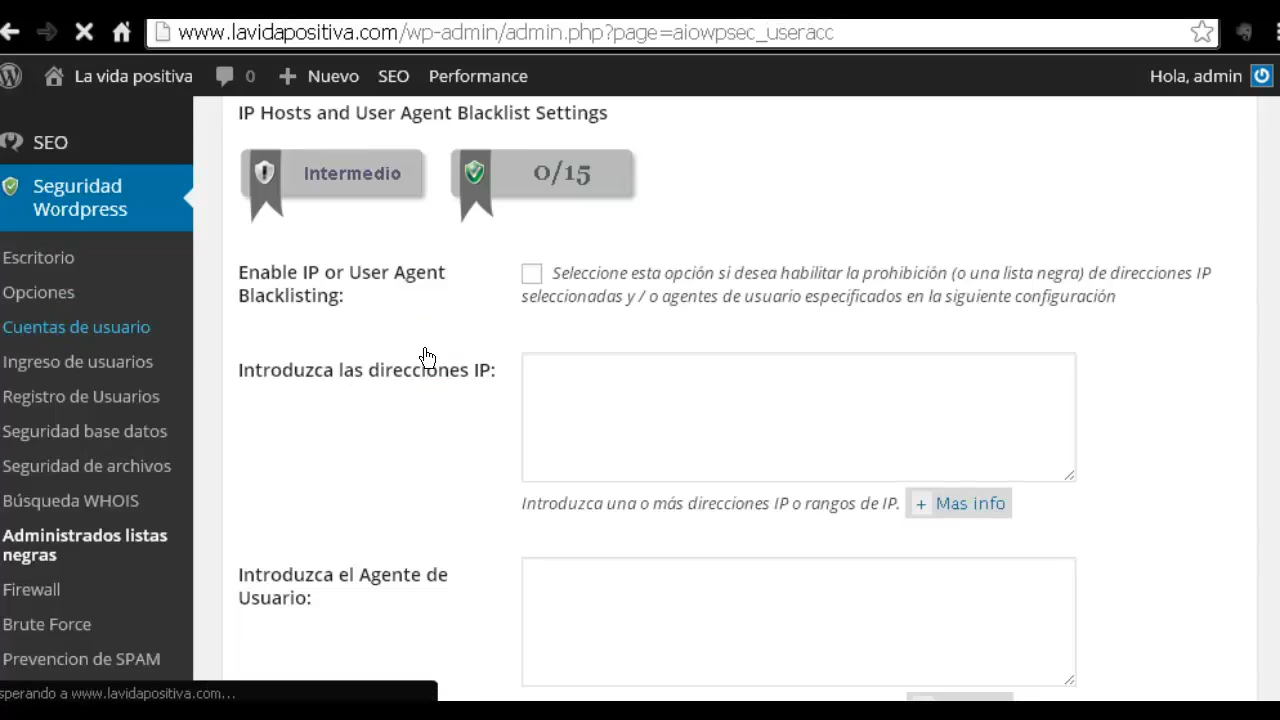 www.lavidapositiva.com/wp-admin/admin.php?page=aiowpsec_useracc
La vida positiva 0 Nuevo SEO Performance Hola, admin
SEO
Seguridad
Wordpress
Escritorio
Opciones
Cuentas de usuario
Ingreso de usuarios
Registro de Usuarios
Seguridad base datos
Seguridad de archivos
Búsqueda WHOIS
Administrados listas
negras
Firewall
Brute Force
Prevencion de SPAM
sperando a www.lavidapositiva.com...
IP Hosts and User Agent Blacklist Settings
Intermedio 0/15
Enable IP or User Agent
Blacklisting:
Seleccione esta opción si desea habilitar la prohibición (o una lista negra) de direcciones IP
seleccionadas y / o agentes de usuario especificados en la siguiente configuración
Introduzca las direcciones IP:
Introduzca una o más direcciones IP o rangos de IP. + Mas info
Introduzca el Agente de
Usuario: